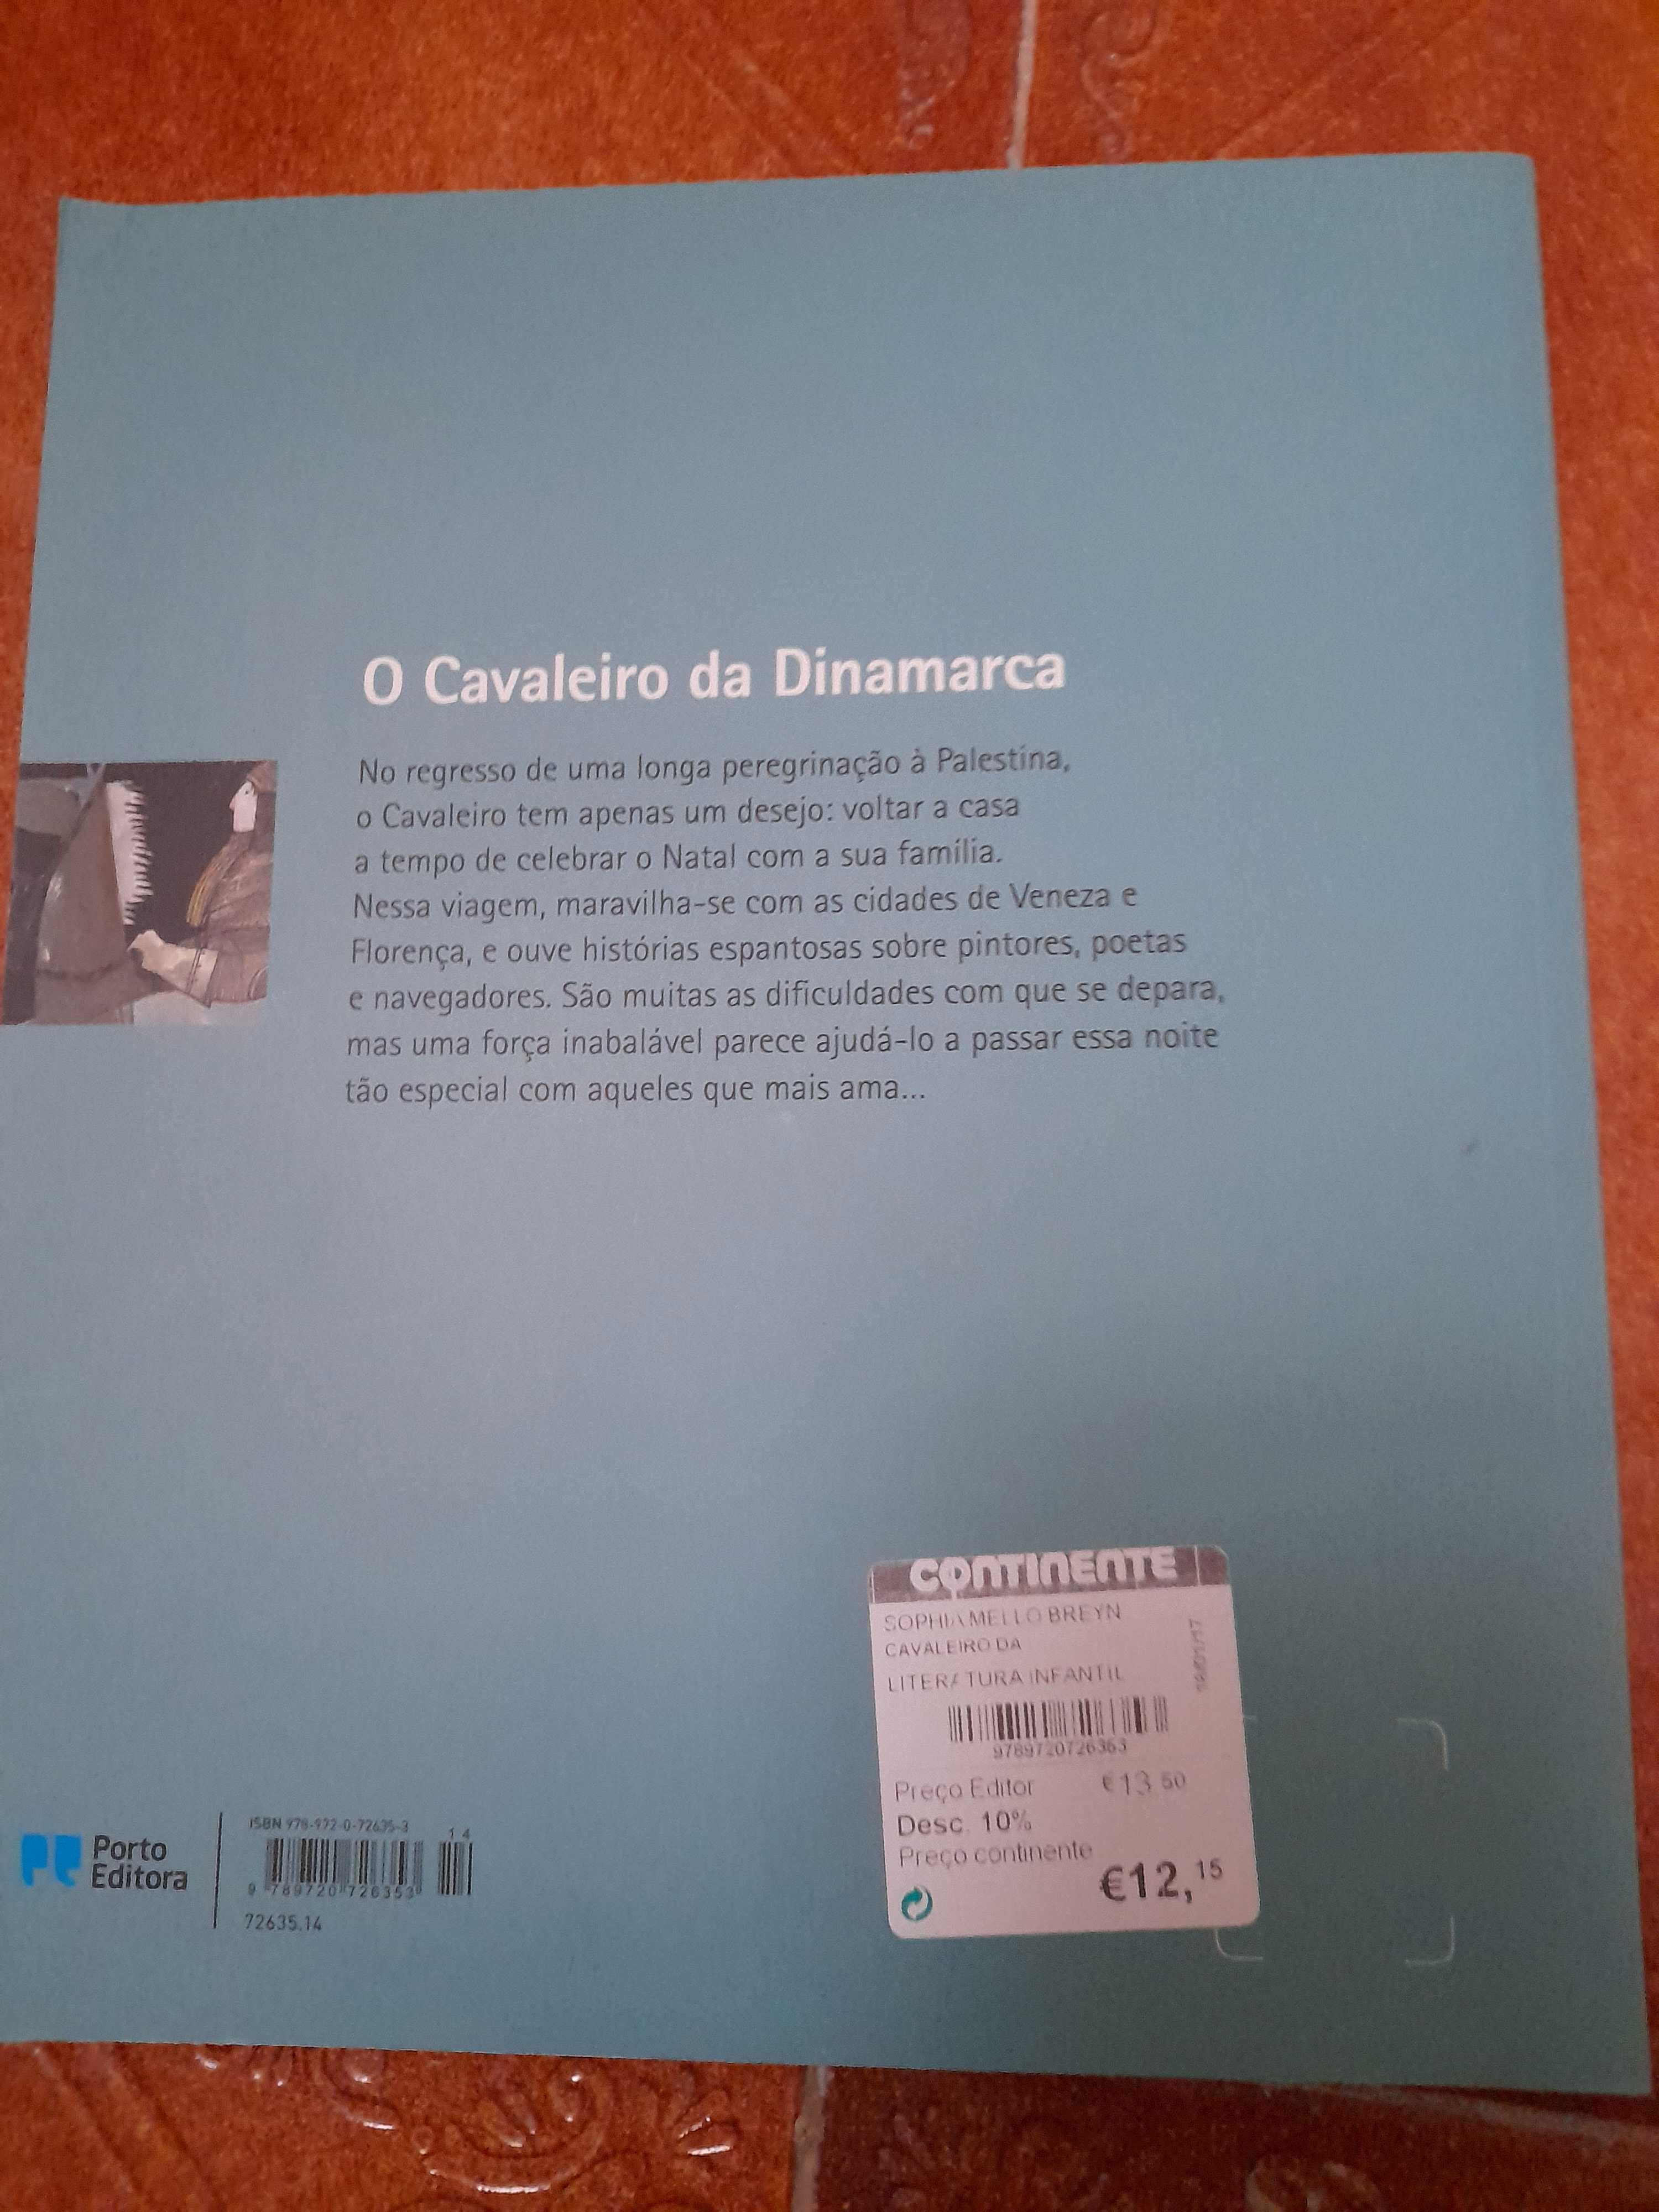 O Cavaleiro da Dinamarca
No regresso de uma longa peregrinação à Palestina,
o Cavaleiro tem apenas um desejo: voltar a casa
a tempo de celebrar o Natal com a sua família.
Nessa viagem, maravilha-se com as cidades de Veneza e
Florença, e ouve histórias espantosas sobre pintores, poetas
e navegadores. São muitas as dificuldades com que se depara,
mas uma força inabalável parece ajudá-lo a passar essa noite
tão especial com aqueles que mais ama...
CONTINENTE
SOPHIA MELLO BREYN
CAVALEIRO DA
LITERATURA INFANTIL
Preço Editor €13.50
Desc. 10%
Preço continente
€12,15
Porto
Editora
ISBN 978-972-0-72635-3
14
9 789720 726353
72635.14